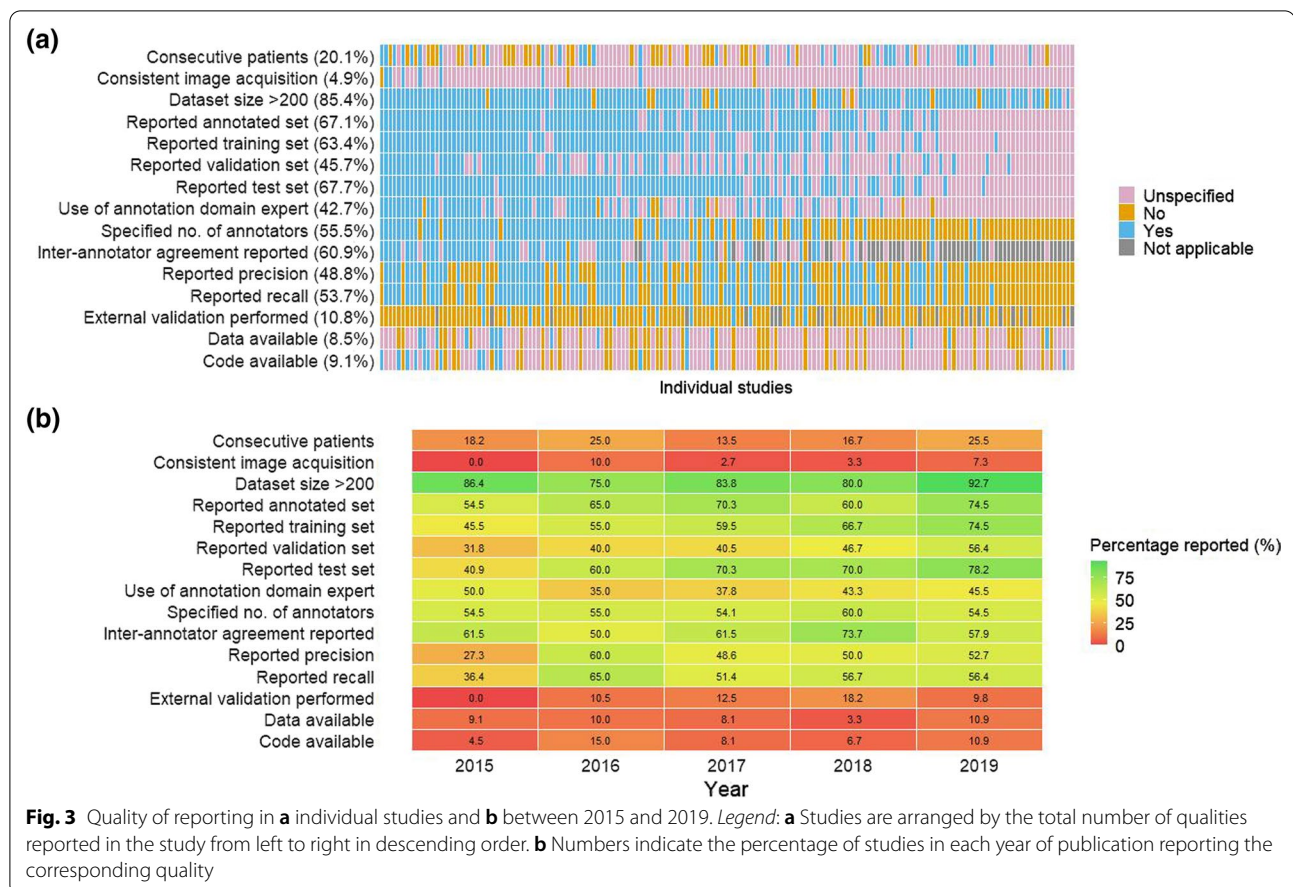 (a)
Consecutive patients (20.1%)
Consistent image acquisition (4.9%)
Dataset size >200 (85.4%)
Reported annotated set (67.1%)
Reported training set (63.4%)
Reported validation set (45.7%)
Reported test set (67.7%)
Use of annotation domain expert (42.7%)
Specified no. of annotators (55.5%)
Inter-annotator agreement reported (60.9%)
Reported precision (48.8%)
Reported recall (53.7%)
External validation performed (10.8%)
Data available (8.5%)
Code available (9.1%)
Individual studies
Unspecified
No
Yes
Not applicable
(b)
Consecutive patients 18.2 25.0 13.5 16.7 25.5
Consistent image acquisition 0.0 10.0 2.7 3.3 7.3
Dataset size >200 86.4 75.0 83.8 80.0 92.7
Reported annotated set 54.5 65.0 70.3 60.0 74.5
Reported training set 45.5 55.0 59.5 66.7 74.5
Reported validation set 31.8 40.0 40.5 46.7 56.4
Reported test set 40.9 60.0 70.3 70.0 78.2
Use of annotation domain expert 50.0 35.0 37.8 43.3 45.5
Specified no. of annotators 54.5 55.0 54.1 60.0 54.5
Inter-annotator agreement reported 61.5 50.0 61.5 73.7 57.9
Reported precision 27.3 60.0 48.6 50.0 52.7
Reported recall 36.4 65.0 51.4 56.7 56.4
External validation performed 0.0 10.5 12.5 18.2 9.8
Data available 9.1 10.0 8.1 3.3 10.9
Code available 4.5 15.0 8.1 6.7 10.9
2015 2016 2017 2018 2019
Year
Percentage reported (%)
75
50
25
0
Fig. 3 Quality of reporting in a individual studies and b between 2015 and 2019. Legend: a Studies are arranged by the total number of qualities
reported in the study from left to right in descending order. b Numbers indicate the percentage of studies in each year of publication reporting the
corresponding quality